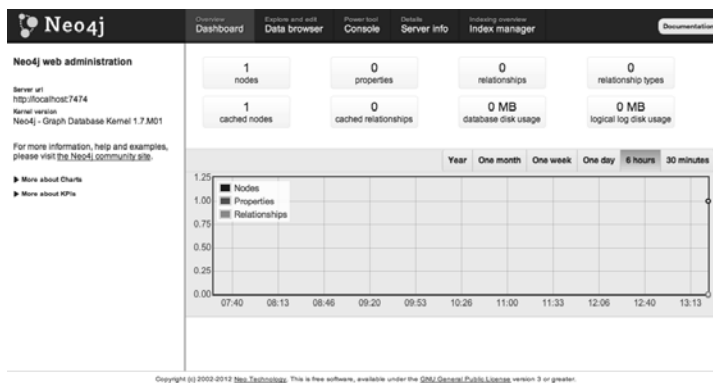 Neo4j
Overview
Dashboard
Explore and edit
Data browser
Power tool
Console
Details
Server info
Indexing overview
Index manager
Documentation
Neo4j web administration
Server url
http://localhost:7474
Kernel version
Neo4j - Graph Database Kernel 1.7.M01
For more information, help and examples,
please visit the Neo4j community site.
More about Charts
More about KPIs
1
nodes
0
properties
0
relationships
0
relationship types
1
cached nodes
0
cached relationships
0 MB
database disk usage
0 MB
logical log disk usage
Year One month One week One day 6 hours 30 minutes
1.25
1.00
0.75
0.50
0.25
0.00
Nodes
Properties
Relationships
07:40 08:13 08:46 09:20 09:53 10:26 11:00 11:33 12:06 12:40 13:13
Copyright (c) 2002-2012 Neo Technology. This is free software, available under the GNU General Public License version 3 or greater.